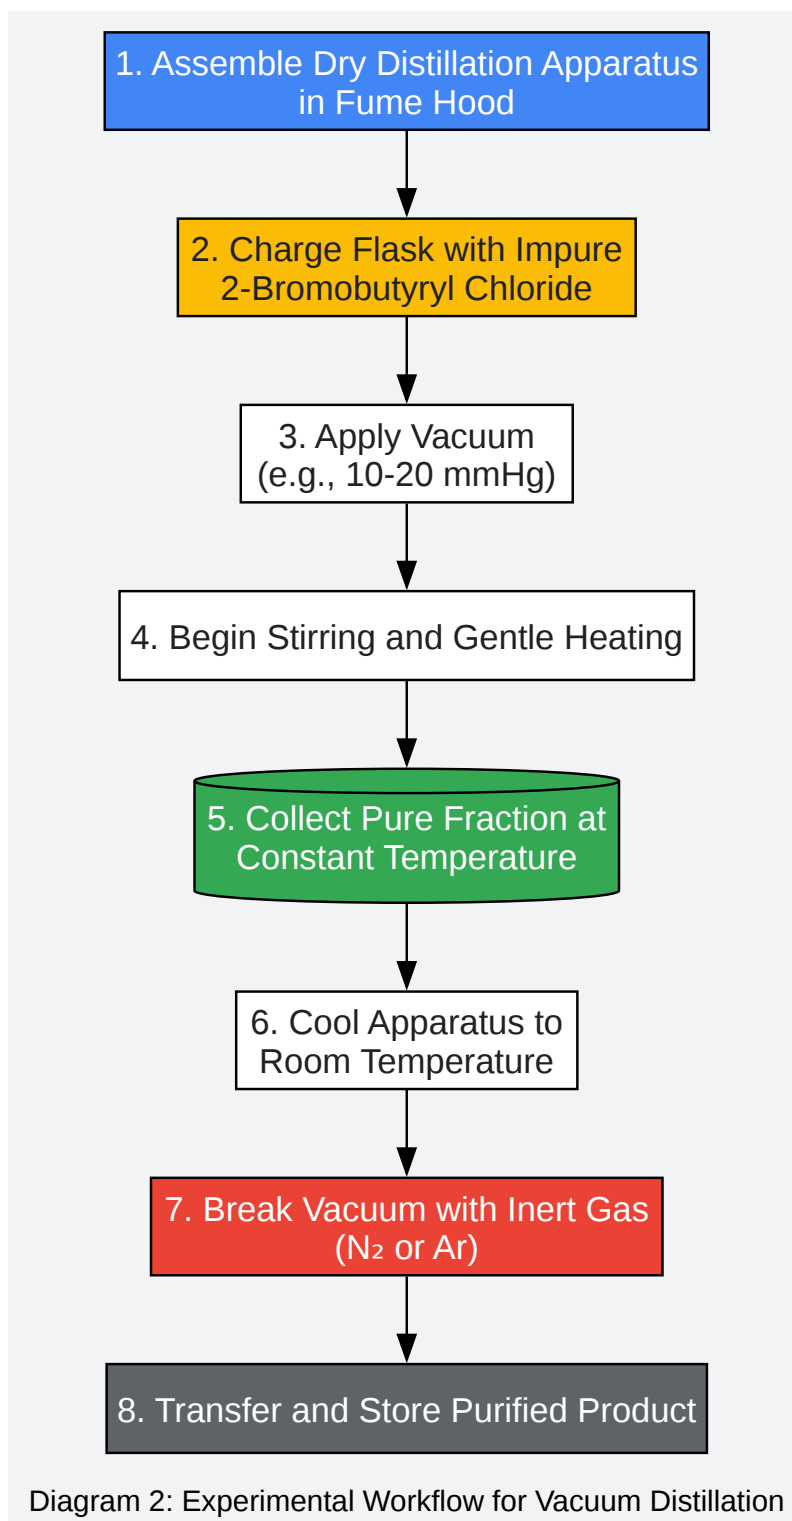 1. Assemble Dry Distillation Apparatus
in Fume Hood
2. Charge Flask with Impure
2-Bromobutyryl Chloride
3. Apply Vacuum
(e.g., 10-20 mmHg)
4. Begin Stirring and Gentle Heating
5. Collect Pure Fraction at
Constant Temperature
6. Cool Apparatus to
Room Temperature
7. Break Vacuum with Inert Gas
(N₂ or Ar)
8. Transfer and Store Purified Product
Diagram 2: Experimental Workflow for Vacuum Distillation